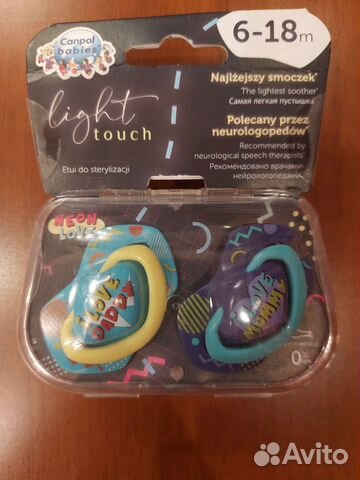 Canpol
babies
6-18m
light
touch
Etui do sterylizacji
Najlżejszy smoczek*
The lightest soother*
Самая легкая пустышка*
Polecany przez
neurologopedów*
Recommended by
neurological speech therapists*
Рекомендовано врачами-
нейрологопедами*
NEON
LOVE
I LOVE
DADDY
I LOVE
MUMMY
0%
Avito